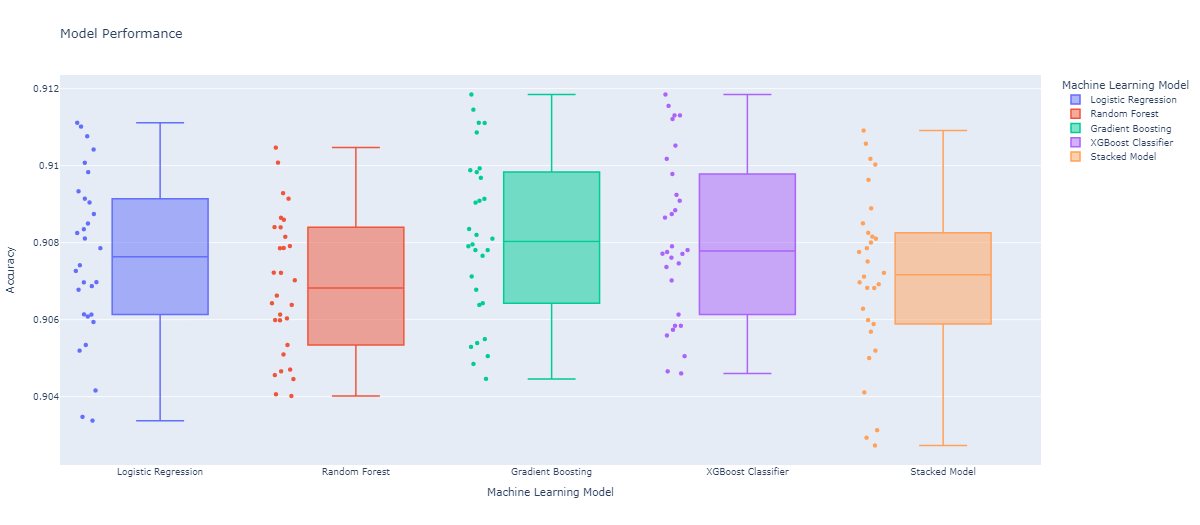 Model Performance
Machine Learning Model
Logistic Regression
Random Forest
Gradient Boosting
XGBoost Classifier
Stacked Model
Accuracy
0.912
0.91
0.908
0.906
0.904
Logistic Regression Random Forest Gradient Boosting XGBoost Classifier Stacked Model
Machine Learning Model